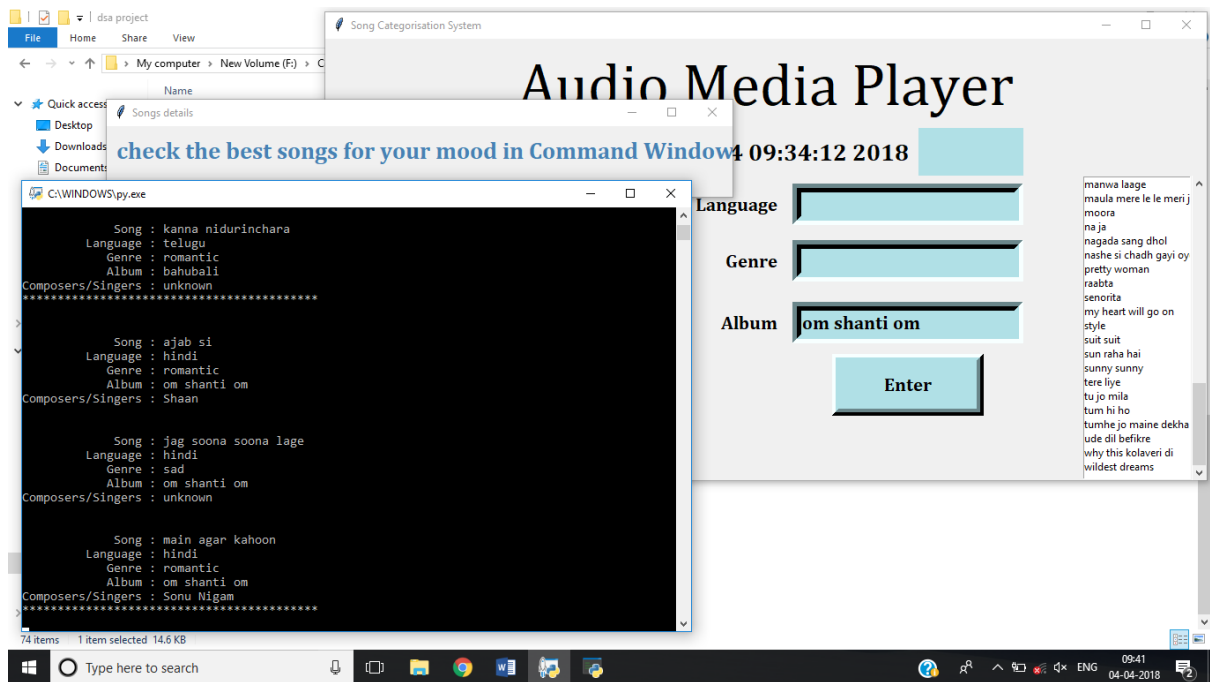 dsa project
File Home Share View
My computer > New Volume (F:) > C
Name
Quick access
Desktop
Downloads
Documents
74 items 1 item selected 14.6 KB
Song Categorisation System
Audio Media Player
4 09:34:12 2018
Language
Genre
Album om shanti om
Enter
manwa laage
maula mere le le meri j
moora
na ja
nagada sang dhol
nashe si chadh gayi oy
pretty woman
raabta
senorita
my heart will go on
style
suit suit
sun raha hai
sunny sunny
tere liye
tu jo mila
tum hi ho
tumhe jo maine dekha
ude dil befikre
why this kolaveri di
wildest dreams
Songs details
check the best songs for your mood in Command Window
C:\WINDOWS\py.exe
Song : kanna nidurinchara
Language : telugu
Genre : romantic
Album : bahubali
Composers/Singers : unknown
******************************************
Song : ajab si
Language : hindi
Genre : romantic
Album : om shanti om
Composers/Singers : Shaan
Song : jag soona soona lage
Language : hindi
Genre : sad
Album : om shanti om
Composers/Singers : unknown
Song : main agar kahoon
Language : hindi
Genre : romantic
Album : om shanti om
Composers/Singers : Sonu Nigam
******************************************
Type here to search
ENG
09:41
04-04-2018
2